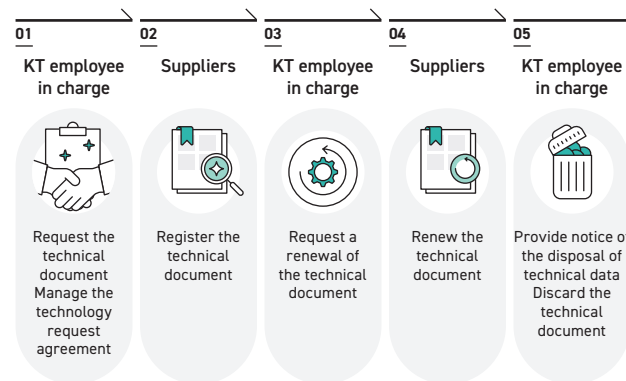 01
KT employee
in charge
Request the
technical
document
Manage the
technology
request
agreement
02
Suppliers
Register the
technical
document
03
KT employee
in charge
Request a
renewal of
the technical
document
04
Suppliers
Renew the
technical
document
05
KT employee
in charge
Provide notice of
the disposal of
technical data
Discard the
technical
document